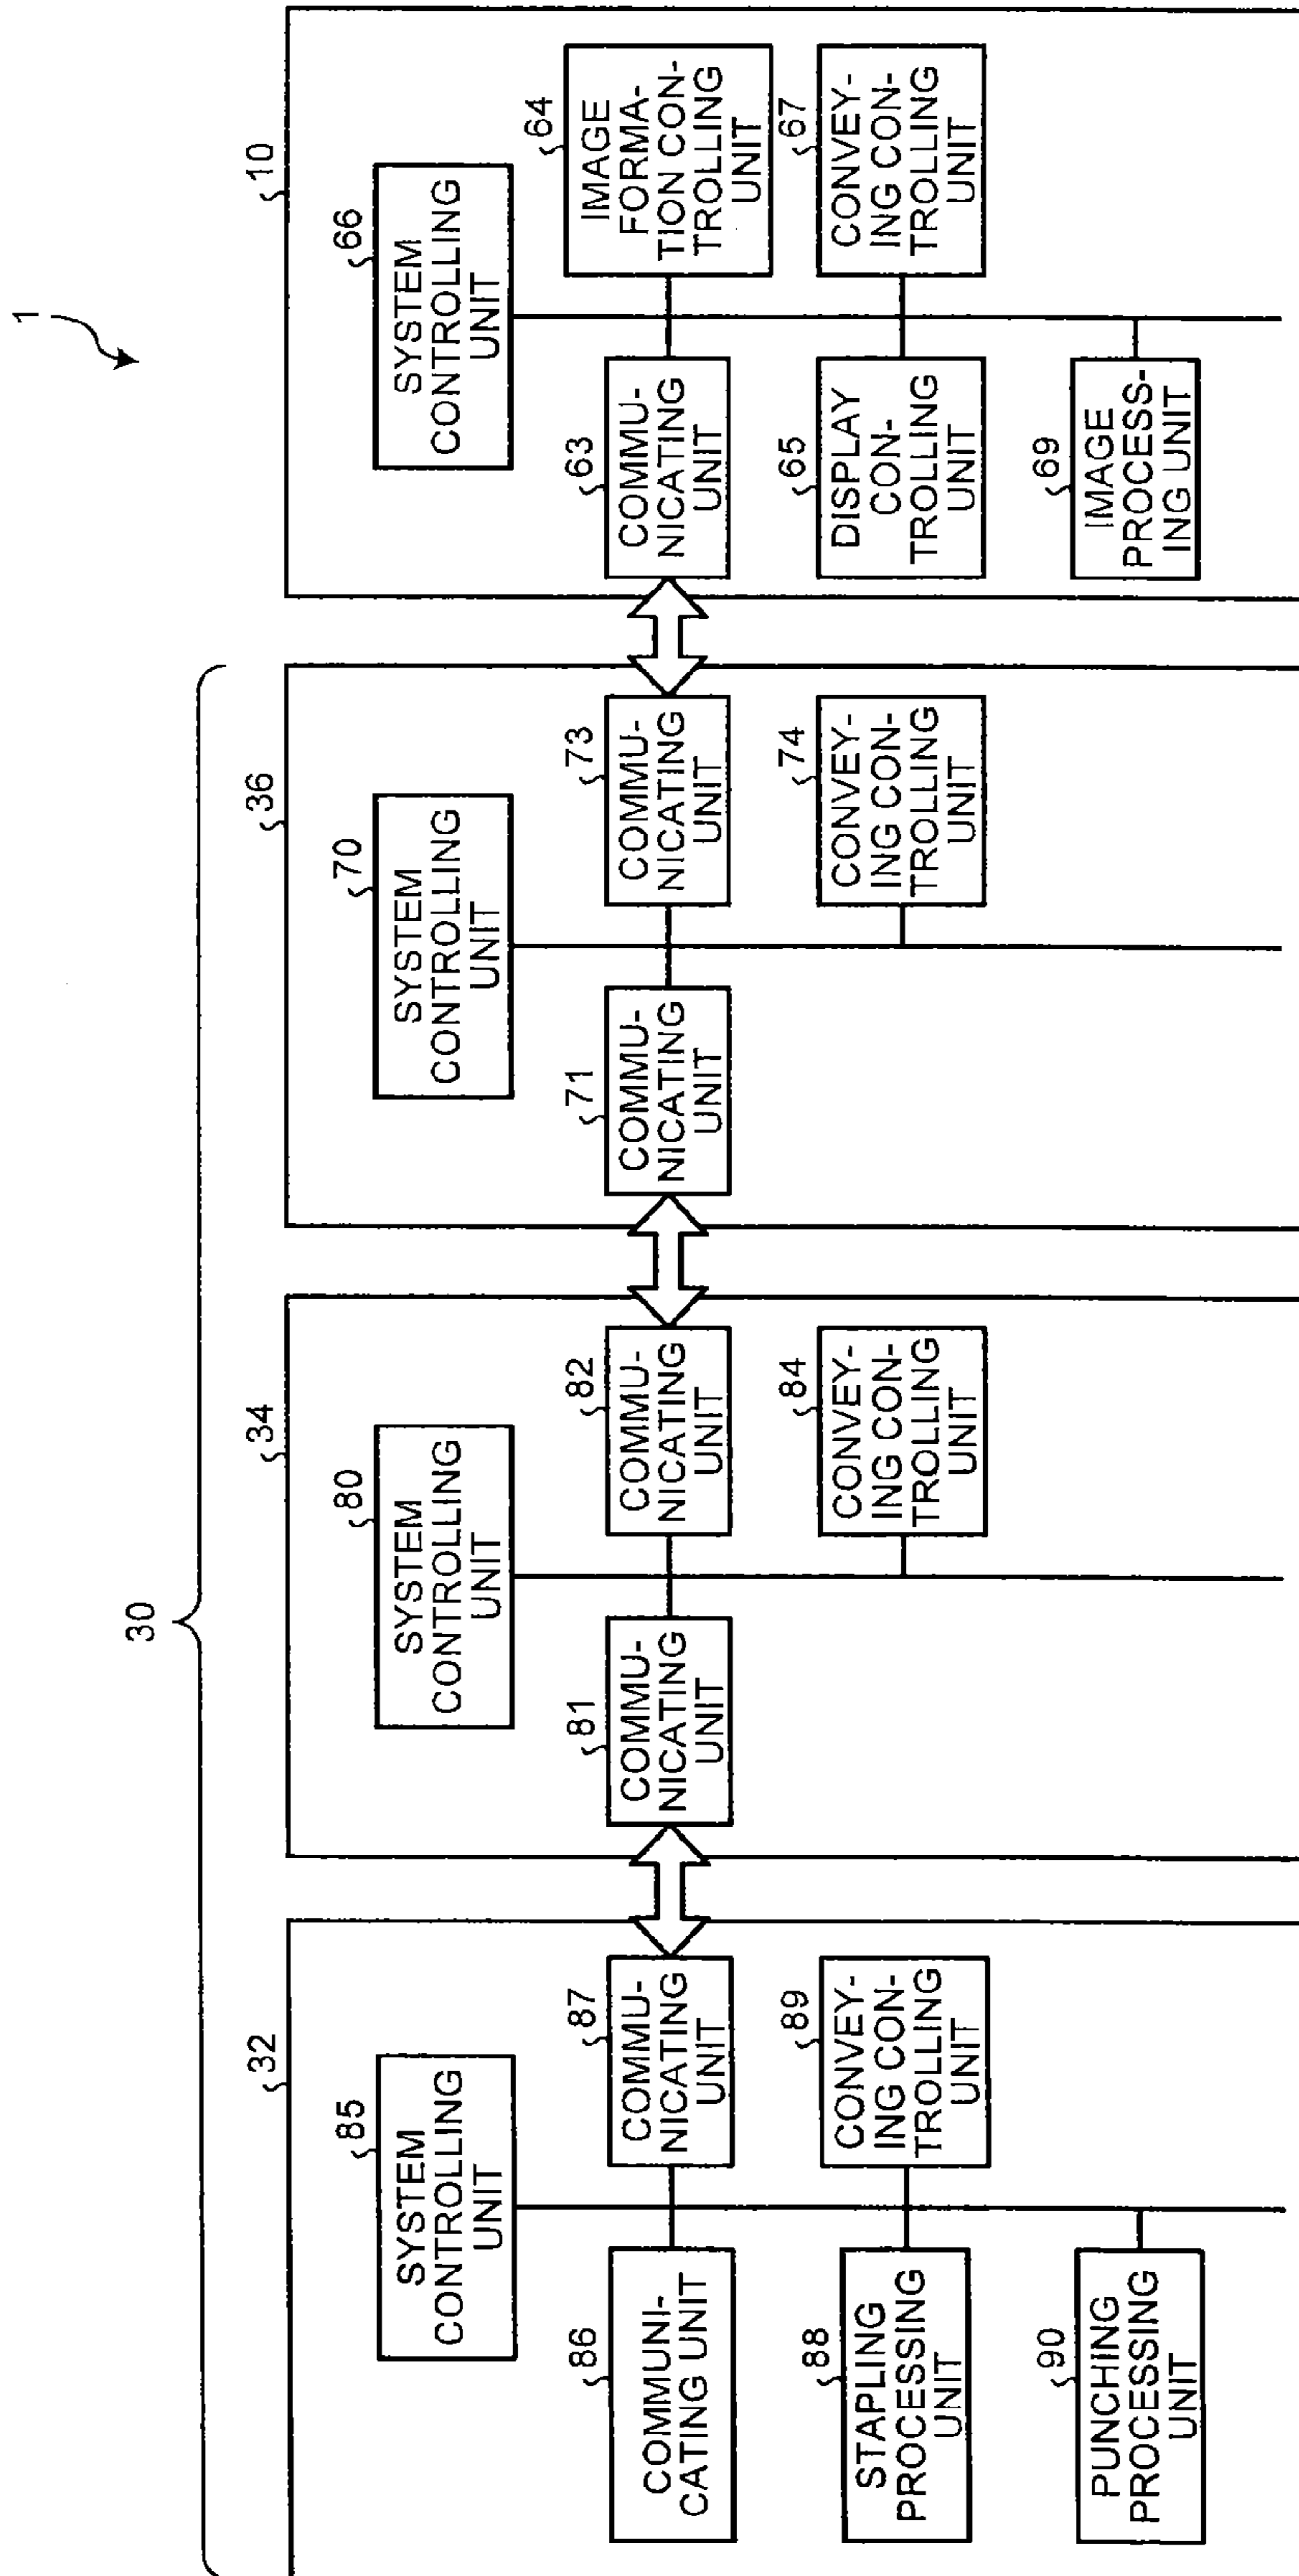 1
30
32
85
SYSTEM
CONTROLLING
UNIT
86
COMMUNI-
CATING UNIT
87
COMMU-
NICATING
UNIT
88
STAPLING
PROCESSING
UNIT
89
CONVEY-
ING CON-
TROLLING
UNIT
90
PUNCHING
PROCESSING
UNIT
34
80
SYSTEM
CONTROLLING
UNIT
81
COMMU-
NICATING
UNIT
82
COMMU-
NICATING
UNIT
84
CONVEY-
ING CON-
TROLLING
UNIT
36
70
SYSTEM
CONTROLLING
UNIT
71
COMMU-
NICATING
UNIT
73
COMMU-
NICATING
UNIT
74
CONVEY-
ING CON-
TROLLING
UNIT
10
66
SYSTEM
CONTROLLING
UNIT
63
COMMU-
NICATING
UNIT
64
IMAGE
FORMA-
TION CON-
TROLLING
UNIT
65
DISPLAY
CON-
TROLLING
UNIT
67
CONVEY-
ING CON-
TROLLING
UNIT
69
IMAGE
PROCESS-
ING UNIT